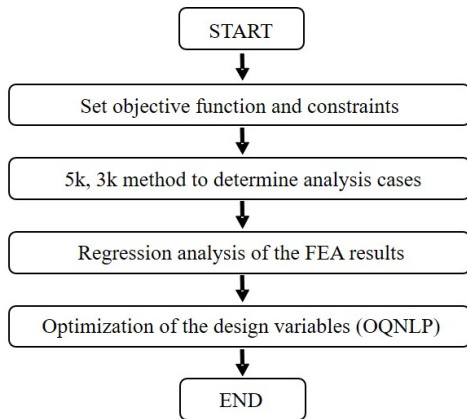 START
Set objective function and constraints
5k, 3k method to determine analysis cases
Regression analysis of the FEA results
Optimization of the design variables (OQNLP)
END